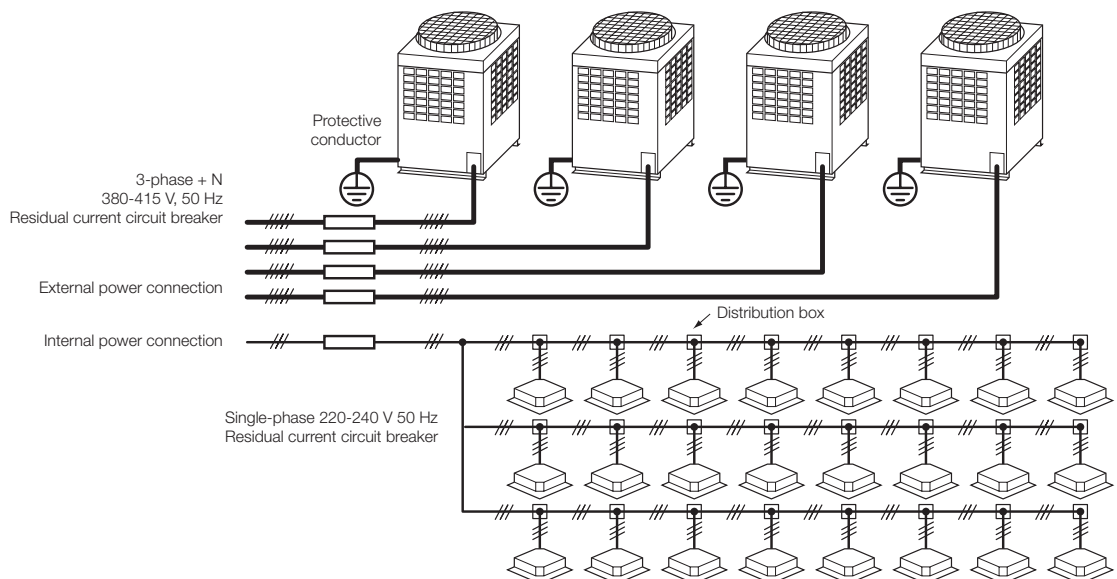 Protective
conductor
3-phase + N
380-415 V, 50 Hz
Residual current circuit breaker
External power connection
Distribution box
Internal power connection
Single-phase 220-240 V 50 Hz
Residual current circuit breaker